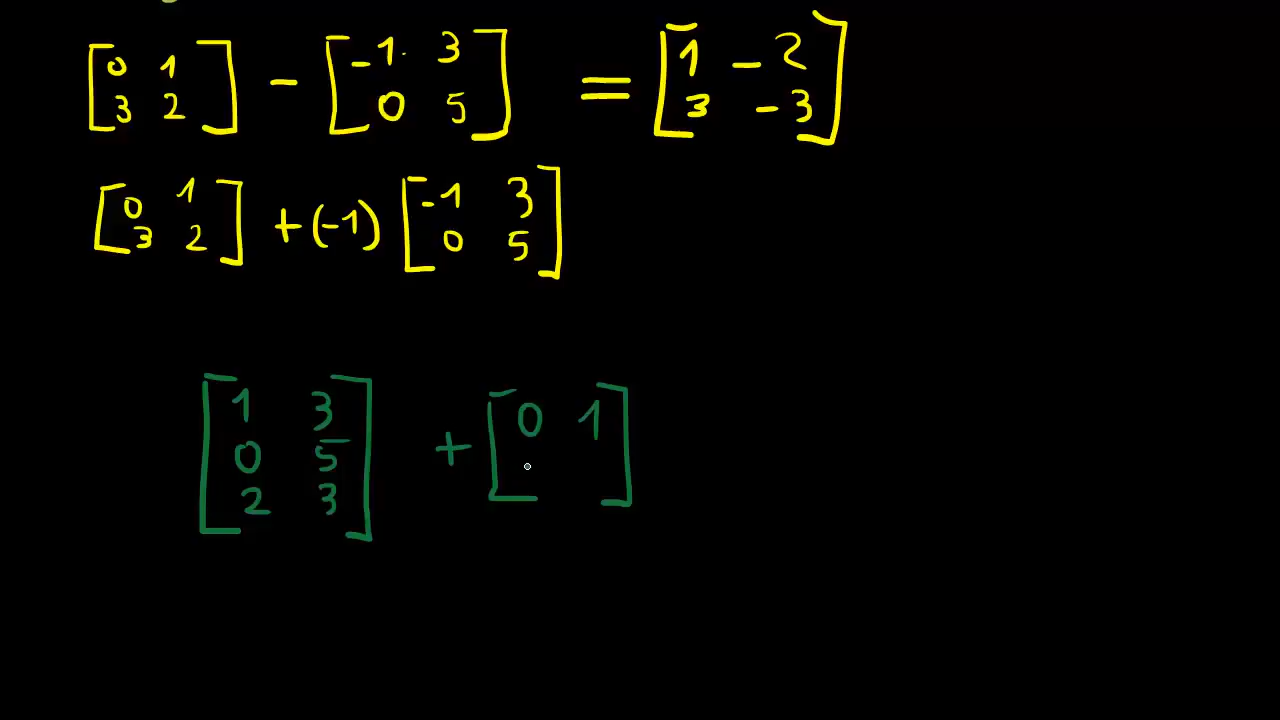 [0 1] - [-1 3] = [1 -2]
[3 2] [0 5] [3 -3]
[0 1] + (-1) [-1 3]
[3 2] [0 5]
[1 3] + [0 1]
[0 5]
[2 3]